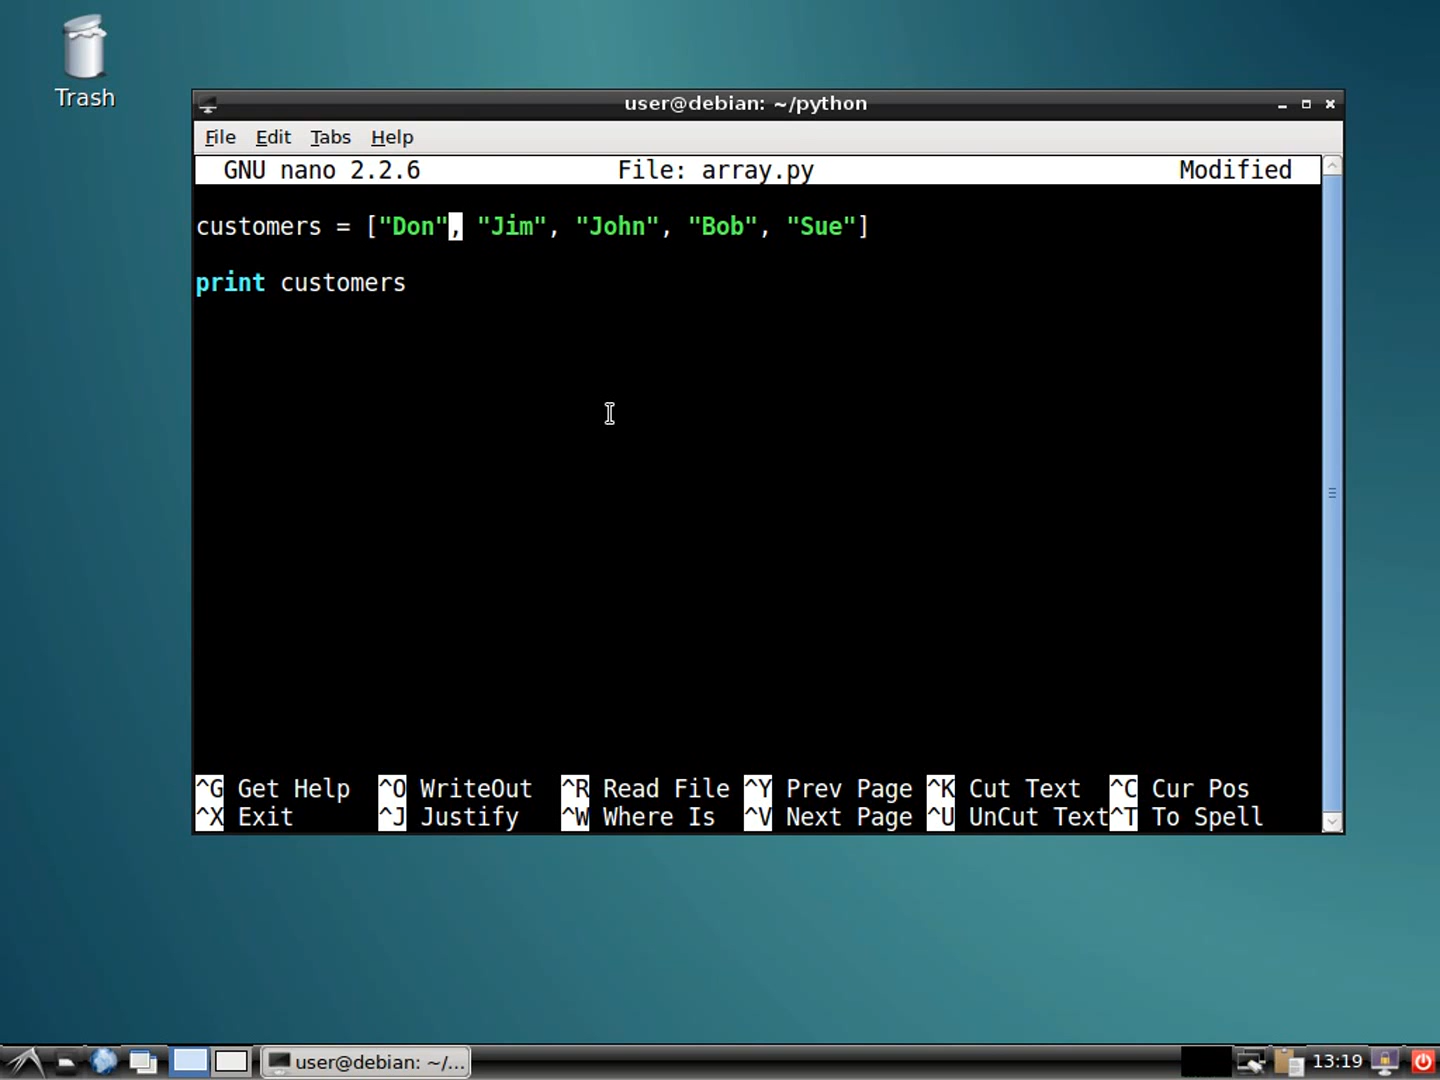 Trash
user@debian: ~/python
File Edit Tabs Help
GNU nano 2.2.6 File: array.py Modified
customers = ["Don", "Jim", "John", "Bob", "Sue"]
print customers
^G Get Help ^O WriteOut ^R Read File ^Y Prev Page ^K Cut Text ^C Cur Pos
^X Exit ^J Justify ^W Where Is ^V Next Page ^U UnCut Text ^T To Spell
user@debian: ~/... 13:19